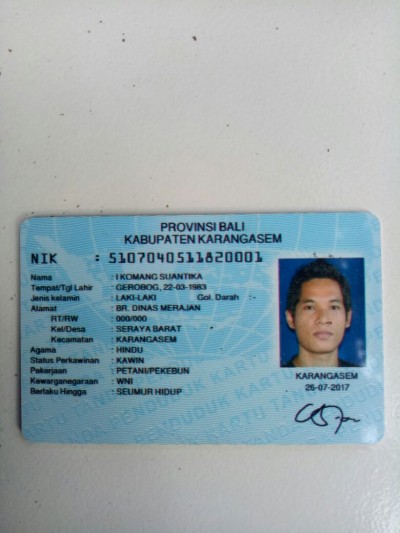 PROVINSI BALI
KABUPATEN KARANGASEM
NIK : 5107040511820001
Nama : I KOMANG SUANTIKA
Tempat/Tgl Lahir : GEROBOG, 22-03-1983
Jenis kelamin : LAKI-LAKI Gol. Darah :-
Alamat : BR. DINAS MERAJAN
RT/RW : 000/000
Kel/Desa : SERAYA BARAT
Kecamatan : KARANGASEM
Agama : HINDU
Status Perkawinan : KAWIN
Pekerjaan : PETANI/PEKEBUN
Kewarganegaraan : WNI
Berlaku Hingga : SEUMUR HIDUP
KARANGASEM
26-07-2017